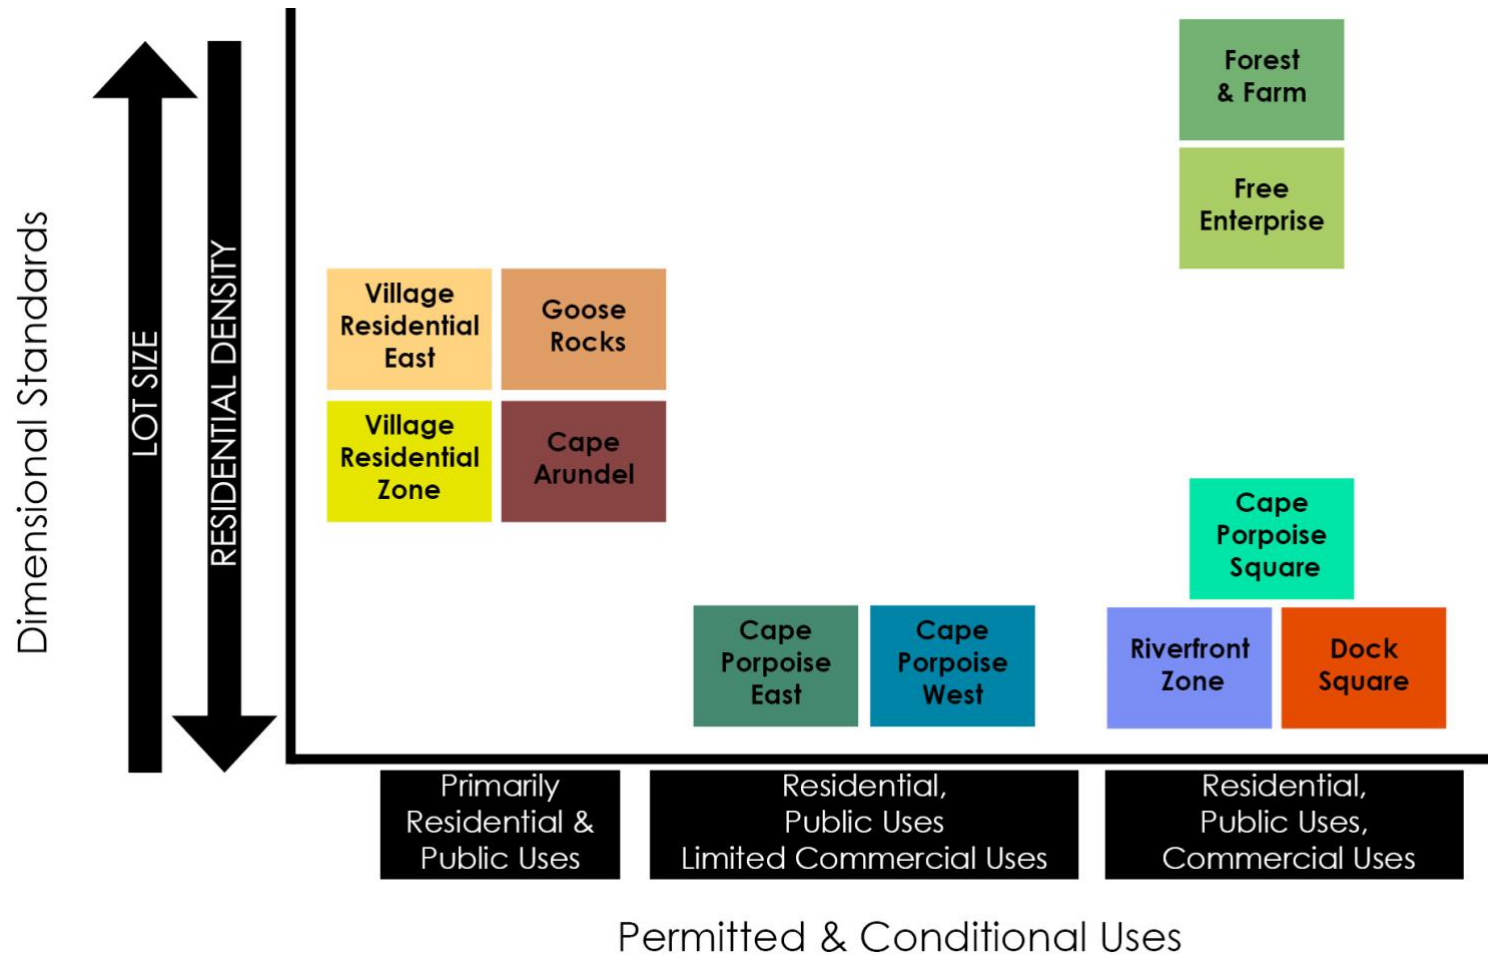 Dimensional Standards
LOT SIZE
RESIDENTIAL DENSITY
Forest
& Farm
Free
Enterprise
Village
Residential
East
Goose
Rocks
Village
Residential
Zone
Cape
Arundel
Cape
Porpoise
Square
Cape
Porpoise
East
Cape
Porpoise
West
Riverfront
Zone
Dock
Square
Primarily
Residential &
Public Uses
Residential,
Public Uses
Limited Commercial Uses
Residential,
Public Uses,
Commercial Uses
Permitted & Conditional Uses